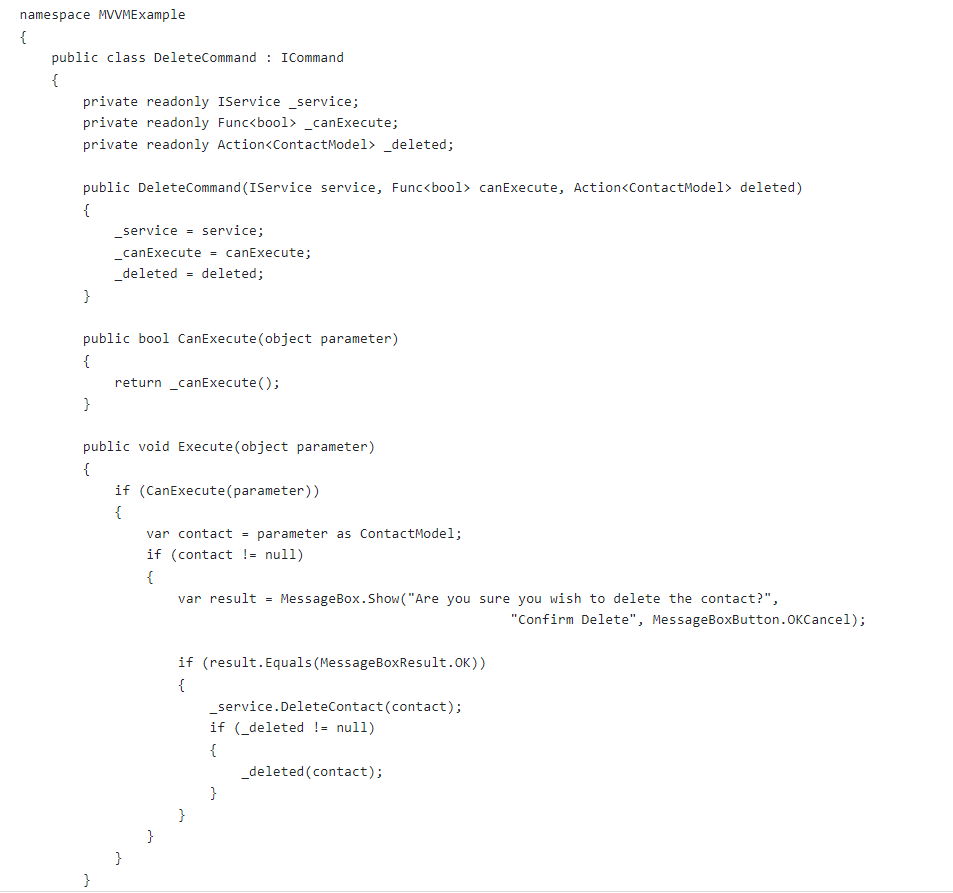 namespace MVVMExample
{
    public class DeleteCommand : ICommand
    {
        private readonly IService _service;
        private readonly Func<bool> _canExecute;
        private readonly Action<ContactModel> _deleted;

        public DeleteCommand(IService service, Func<bool> canExecute, Action<ContactModel> deleted)
        {
            _service = service;
            _canExecute = canExecute;
            _deleted = deleted;
        }

        public bool CanExecute(object parameter)
        {
            return _canExecute();
        }

        public void Execute(object parameter)
        {
            if (CanExecute(parameter))
            {
                var contact = parameter as ContactModel;
                if (contact != null)
                {
                    var result = MessageBox.Show("Are you sure you wish to delete the contact?",
                                                              "Confirm Delete", MessageBoxButton.OKCancel);

                    if (result.Equals(MessageBoxResult.OK))
                    {
                        _service.DeleteContact(contact);
                        if (_deleted != null)
                        {
                            _deleted(contact);
                        }
                    }
                }
            }
        }